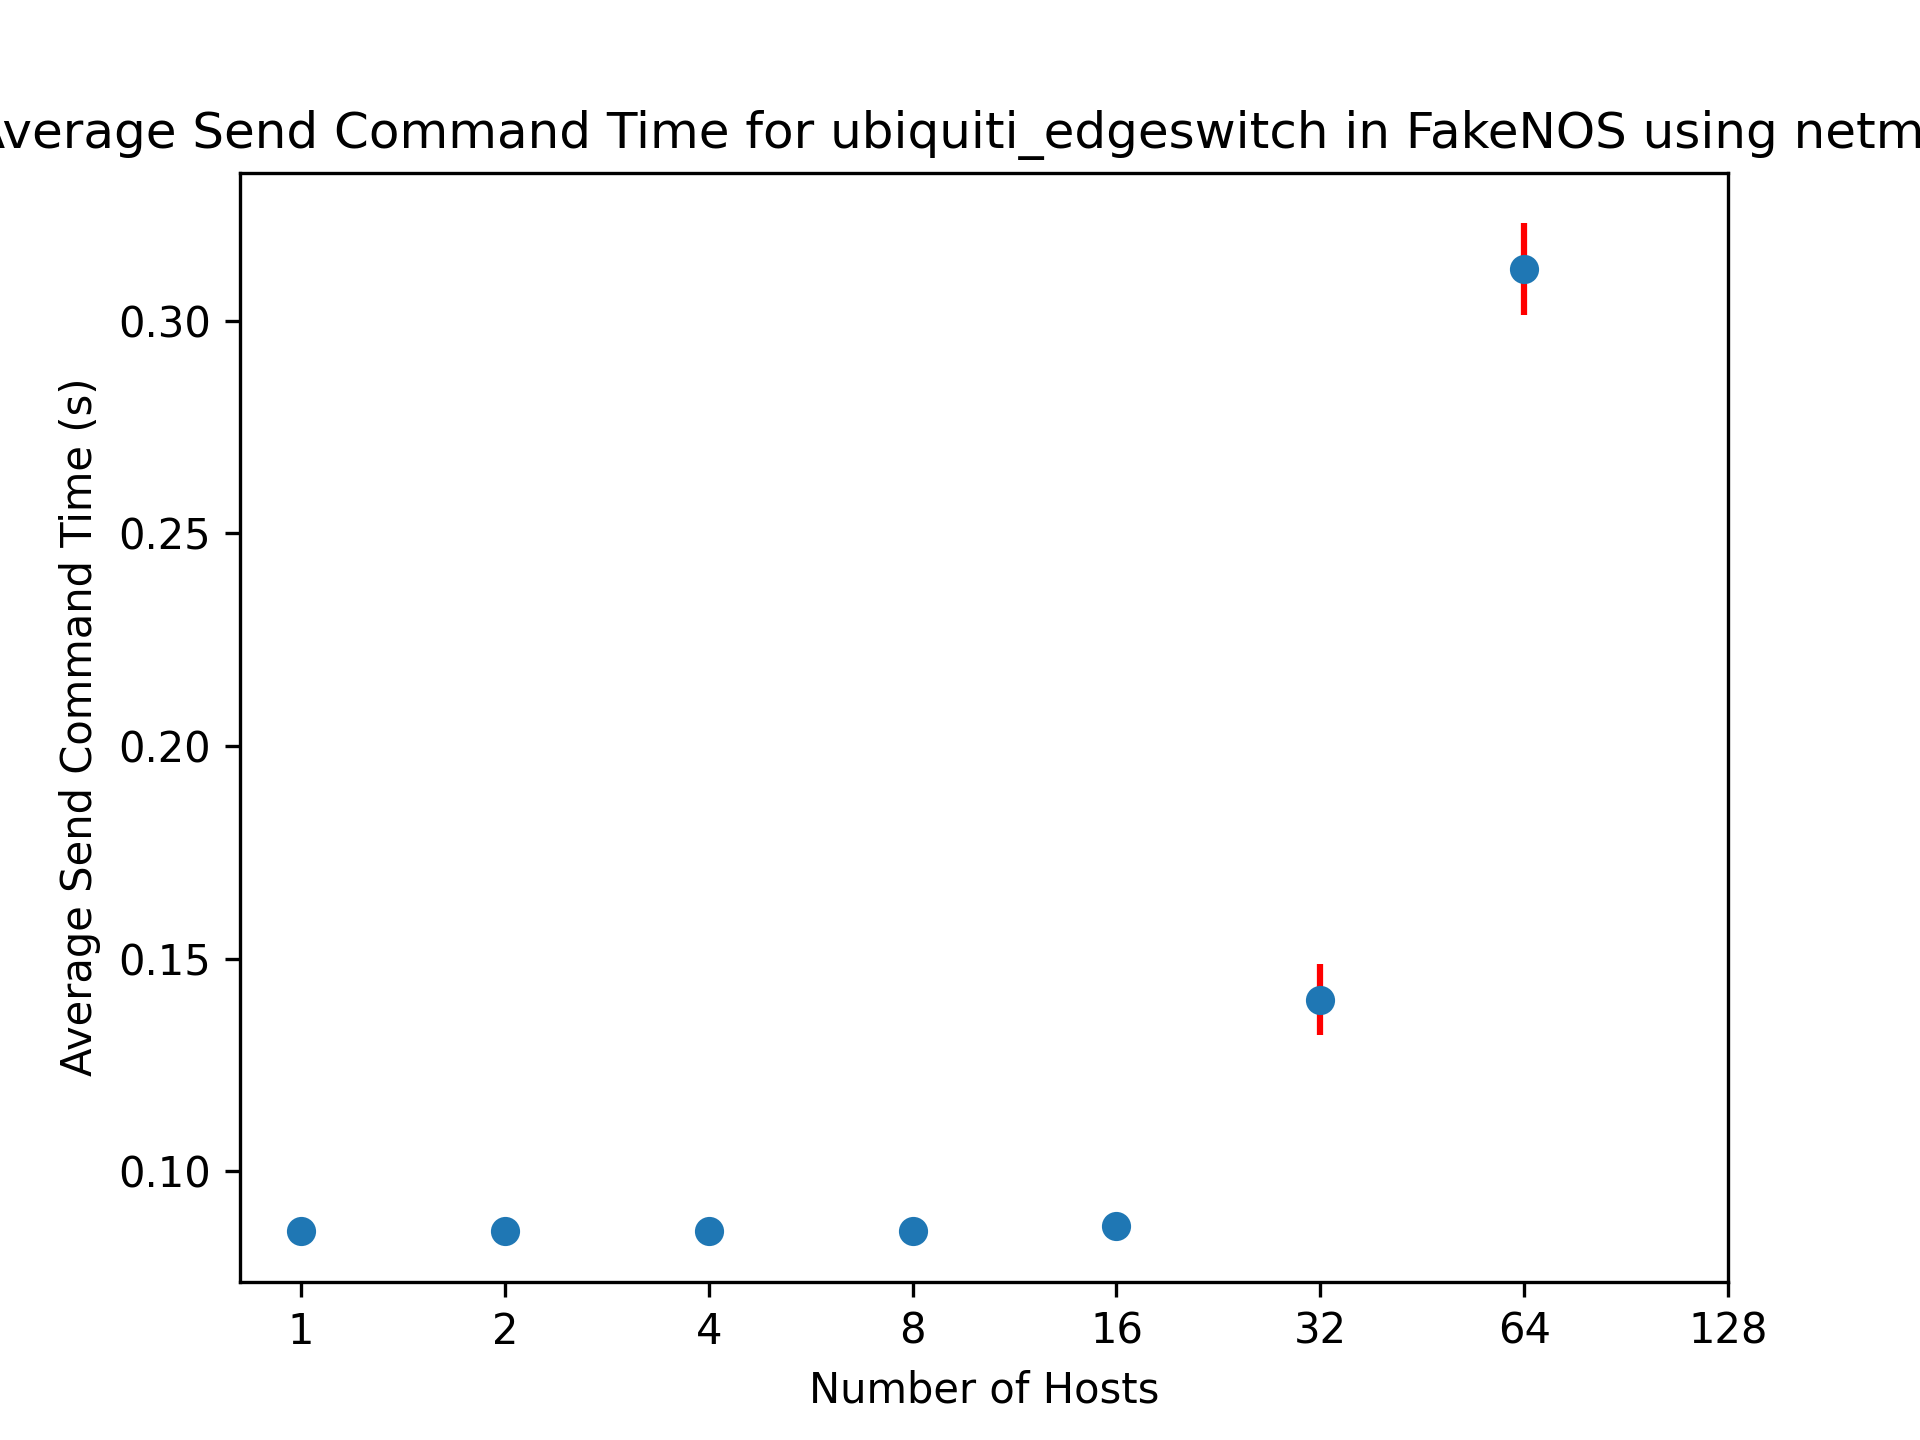 verage Send Command Time for ubiquiti_edgeswitch in FakeNOS using netm
Average Send Command Time (s)
0.30
0.25
0.20
0.15
0.10
1 2 4 8 16 32 64 128
Number of Hosts